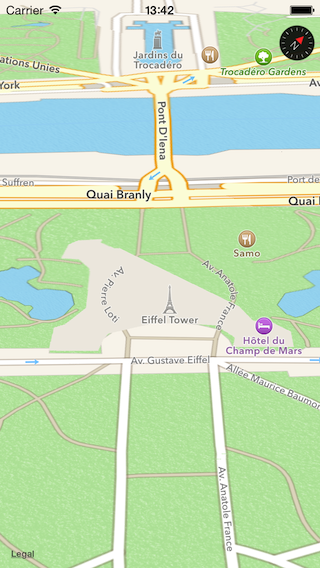 Carrier 13:42
Jardins du
Trocadéro
Trocadéro Gardens
ations Unies
York
Av
Pont D'Iena
Suffren
Port de
Quai Branly
Quai
Samo
Av. Pierre Loti
Av. Anatole France
Eiffel Tower
Hôtel du
Champ de Mars
Av. Gustave Eiffel
Allée Maurice Baumon
Av. Anatole France
Legal